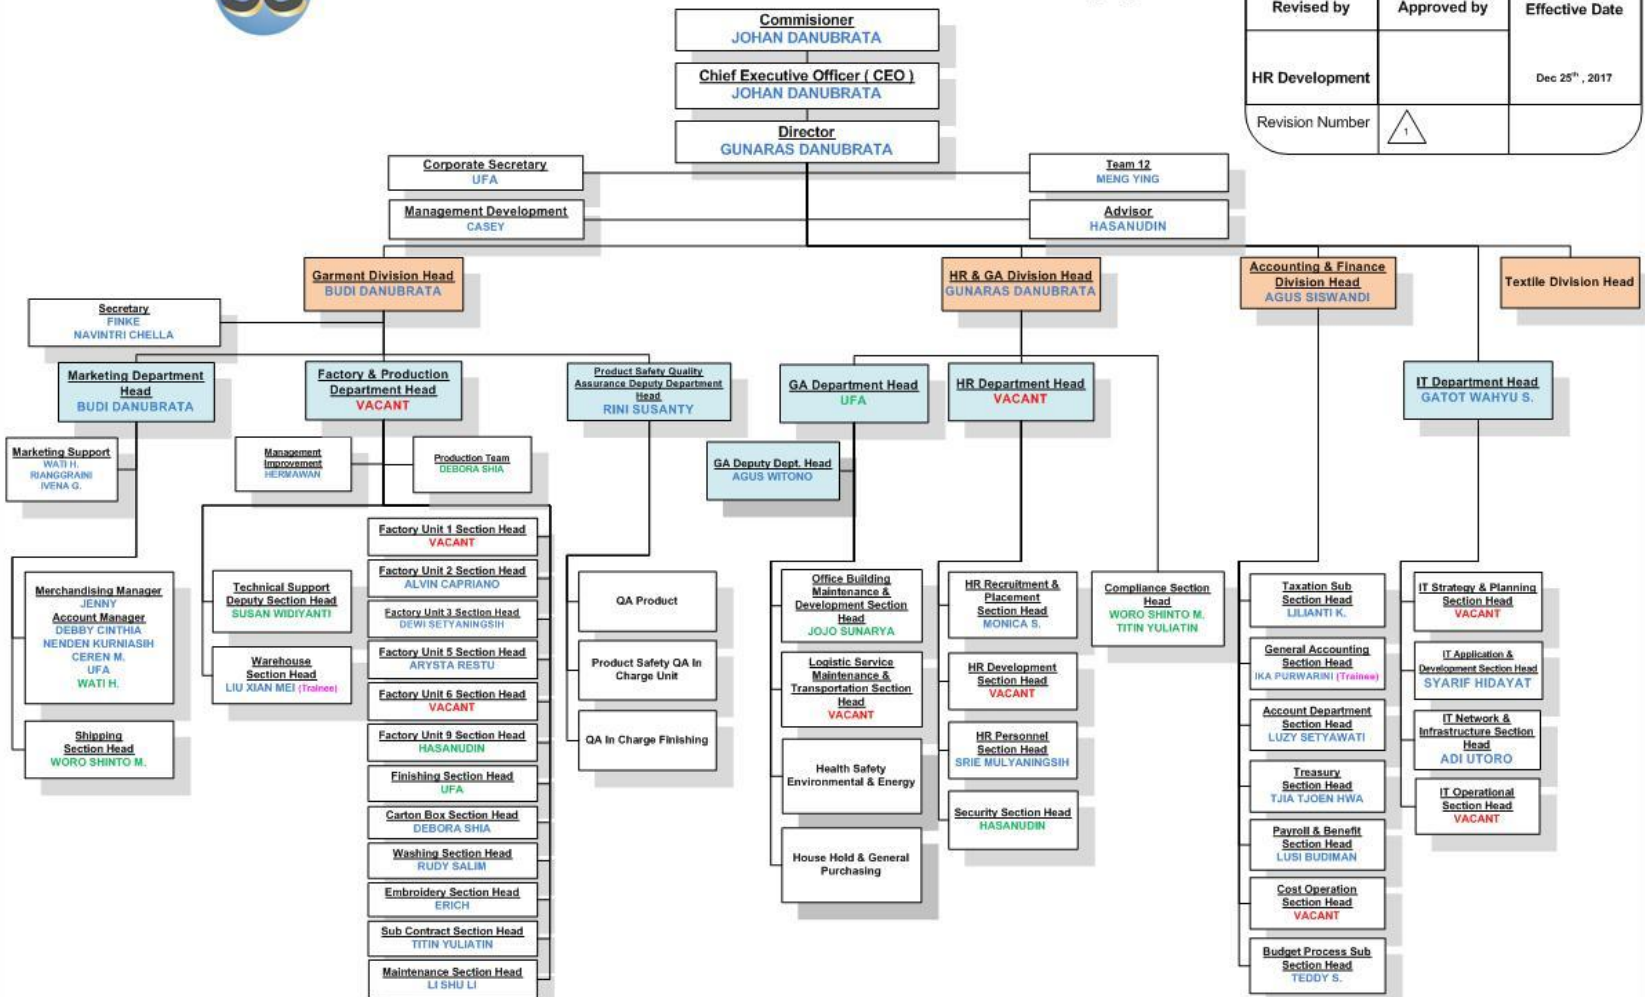 Commisioner
JOHAN DANUBRATA
Chief Executive Officer ( CEO )
JOHAN DANUBRATA
Director
GUNARAS DANUBRATA
Revised by
Approved by
Effective Date
HR Development
Dec 25th , 2017
Revision Number
1
Corporate Secretary
UFA
Team 12
MENG YING
Management Development
CASEY
Advisor
HASANUDIN
Garment Division Head
BUDI DANUBRATA
HR & GA Division Head
GUNARAS DANUBRATA
Accounting & Finance
Division Head
AGUS SISWANDI
Textile Division Head
Secretary
FINKE
NAVINTRI CHELLA
Marketing Department
Head
BUDI DANUBRATA
Factory & Production
Department Head
VACANT
Product Safety Quality
Assurance Deputy Department
Head
RINI SUSANTY
GA Department Head
UFA
HR Department Head
VACANT
IT Department Head
GATOT WAHYU S.
Marketing Support
WATI H.
RIANGGRAINI
IVENA G.
Management
Improvement
HERMAWAN
Production Team
DEBORA SHIA
GA Deputy Dept. Head
AGUS WITONO
Merchandising Manager
JENNY
Account Manager
DEBBY CINTHIA
NENDEN KURNIASIH
CEREN M.
UFA
WATI H.
Shipping
Section Head
WORO SHINTO M.
Technical Support
Deputy Section Head
SUSAN WIDIYANTI
Warehouse
Section Head
LIU XIAN MEI (Trainee)
Factory Unit 1 Section Head
VACANT
Factory Unit 2 Section Head
ALVIN CAPRIANO
Factory Unit 3 Section Head
DEWI SETYANINGSIH
Factory Unit 5 Section Head
ARYSTA RESTU
Factory Unit 6 Section Head
VACANT
Factory Unit 9 Section Head
HASANUDIN
Finishing Section Head
UFA
Carton Box Section Head
DEBORA SHIA
Washing Section Head
RUDY SALIM
Embroidery Section Head
ERICH
Sub Contract Section Head
TITIN YULIATIN
Maintenance Section Head
LI SHU LI
QA Product
Product Safety QA In
Charge Unit
QA In Charge Finishing
Office Building
Maintenance &
Development Section
Head
JOJO SUNARYA
Logistic Service
Maintenance &
Transportation Section
Head
VACANT
Health Safety
Environmental & Energy
House Hold & General
Purchasing
HR Recruitment &
Placement
Section Head
MONICA S.
HR Development
Section Head
VACANT
HR Personnel
Section Head
SRIE MULYANINGSIH
Security Section Head
HASANUDIN
Compliance Section
Head
WORO SHINTO M.
TITIN YULIATIN
Taxation Sub
Section Head
LILIANTI K.
General Accounting
Section Head
IKA PURWARINI (Trainee)
Account Department
Section Head
LUZY SETYAWATI
Treasury
Section Head
TJIA TJOEN HWA
Payroll & Benefit
Section Head
LUSI BUDIMAN
Cost Operation
Section Head
VACANT
Budget Process Sub
Section Head
TEDDY S.
IT Strategy & Planning
Section Head
VACANT
IT Application &
Development Section Head
SYARIF HIDAYAT
IT Network &
Infrastructure Section
Head
ADI UTORO
IT Operational
Section Head
VACANT